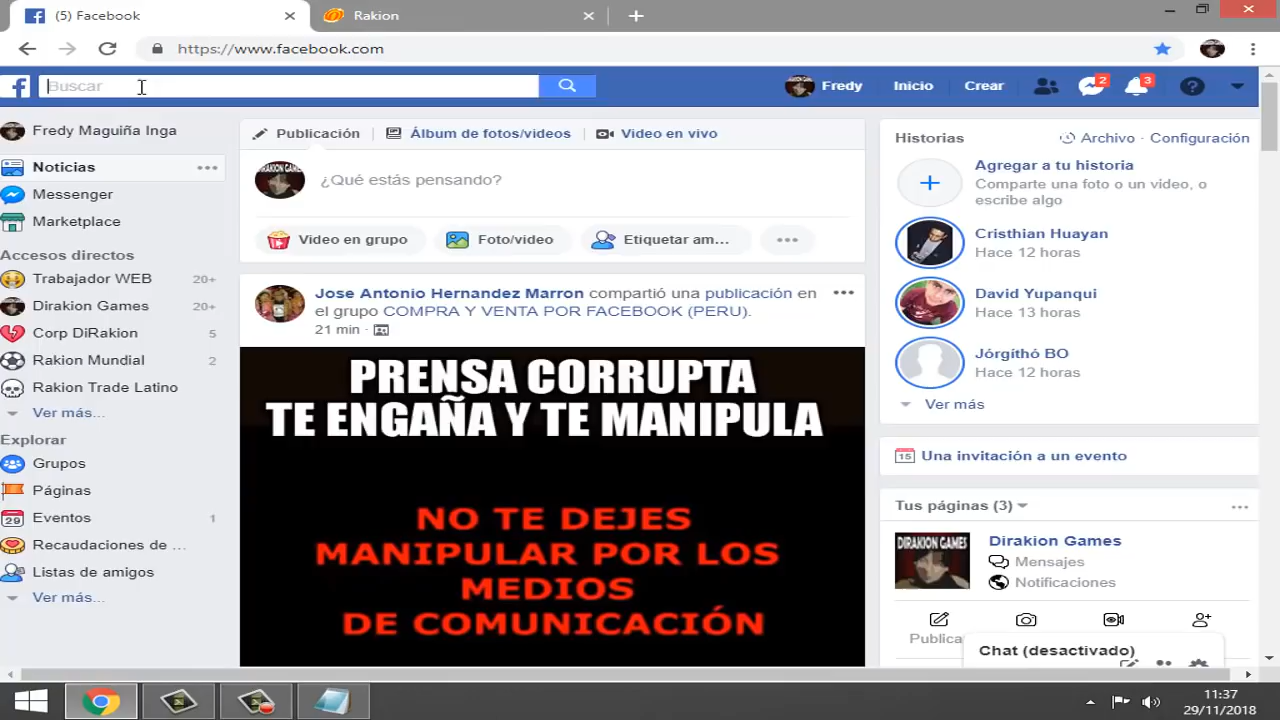 (5) Facebook
Rakion
https://www.facebook.com
Buscar
Fredy
Inicio
Crear
2
3
Fredy Maguiña Inga
Noticias
Messenger
Marketplace
Accesos directos
Trabajador WEB 20+
Dirakion Games 20+
Corp DiRakion 5
Rakion Mundial 2
Rakion Trade Latino
Ver más...
Explorar
Grupos
Páginas
29 Eventos 1
Recaudaciones de ...
Listas de amigos
Ver más...
Publicación
Álbum de fotos/videos
Video en vivo
DIRAKION GAMES
¿Qué estás pensando?
Video en grupo
Foto/video
Etiquetar am...
Jose Antonio Hernandez Marron compartió una publicación en
el grupo COMPRA Y VENTA POR FACEBOOK (PERU).
21 min ·
PRENSA CORRUPTA
TE ENGAÑA Y TE MANIPULA
NO TE DEJES
MANIPULAR POR LOS
MEDIOS
DE COMUNICACIÓN
Historias
Archivo · Configuración
Agregar a tu historia
Comparte una foto o un video, o
escribe algo
Cristhian Huayan
Hace 12 horas
David Yupanqui
Hace 13 horas
Jórgíthó BO
Hace 12 horas
Ver más
15 Una invitación a un evento
Tus páginas (3)
DIRAKION GAMES
Dirakion Games
Mensajes
Notificaciones
Publica
Chat (desactivado)
11:37
29/11/2018